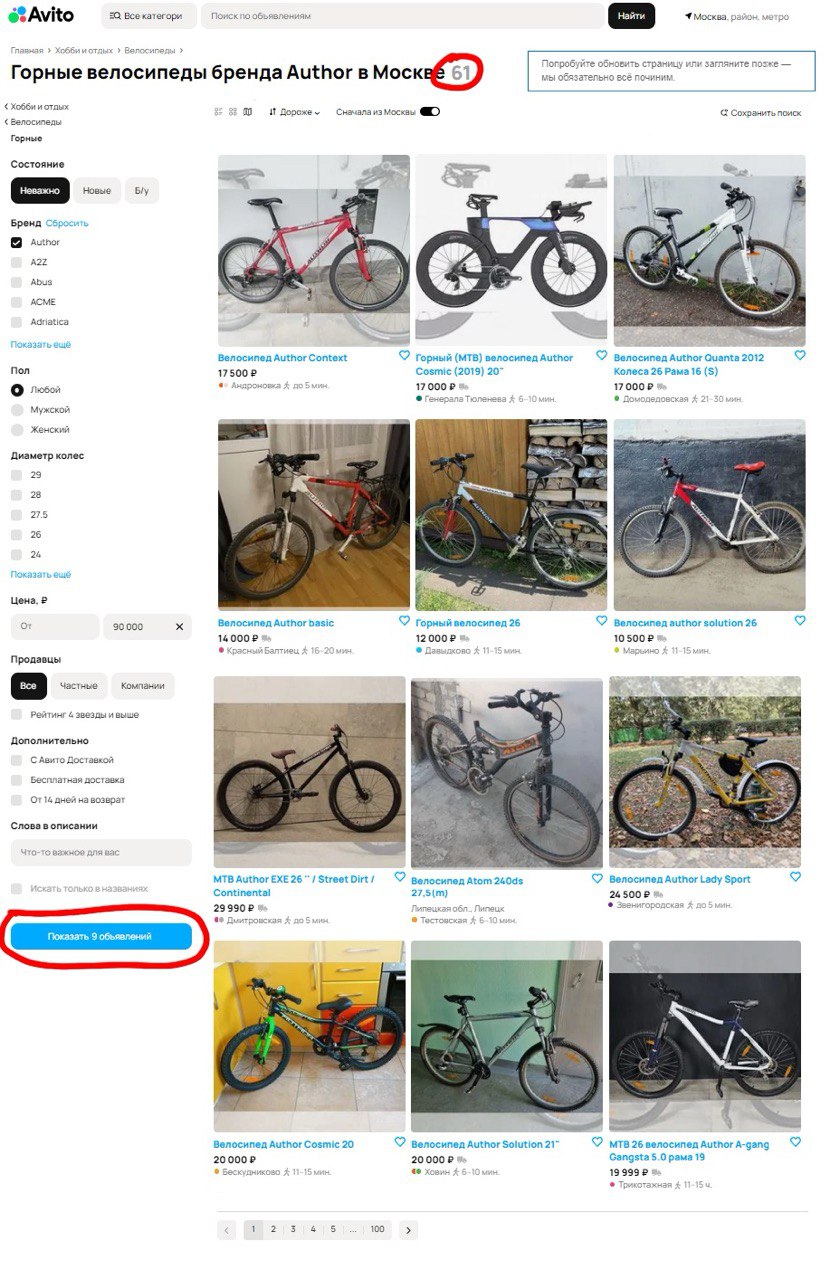 Avito
Все категори
Поиск по объявлениям
Найти
Москва, район, метро
Главная > Хобби и отдых > Велосипеды >
Горные велосипеды бренда Author в Москве 61
Попробуйте обновить страницу или загляните позже —
мы обязательно всё починим.
Хобби и отдых
Велосипеды
Горные
Дороже
Сначала из Москвы
Сохранить поиск
Состояние
Неважно
Новые
Б/у
Бренд Сбросить
Author
A2Z
Abus
ACME
Adriatica
Показать ещё
Пол
Любой
Мужской
Женский
Диаметр колес
29
28
27.5
26
24
Показать ещё
Цена, ₽
От
90 000
Продавцы
Все
Частные
Компании
Рейтинг 4 звезды и выше
Дополнительно
С Авито Доставкой
Бесплатная доставка
От 14 дней на возврат
Слова в описании
Что-то важное для вас
Искать только в названиях
Показать 9 объявлений
Велосипед Author Context
17 500 ₽
Андроновка до 5 мин.
Горный (MTB) велосипед Author
Cosmic (2019) 20"
17 000 ₽
Генерала Тюленева 6–10 мин.
Велосипед Author Quanta 2012
Колеса 26 Рама 16 (S)
17 000 ₽
Домодедовская 21–30 мин.
Велосипед Author basic
14 000 ₽
Красный Балтиец 16–20 мин.
Горный велосипед 26
12 000 ₽
Давыдково 11–15 мин.
Велосипед author solution 26
10 500 ₽
Марьино 11–15 мин.
MTB Author EXE 26 '' / Street Dirt /
Continental
29 990 ₽
Дмитровская до 5 мин.
Велосипед Atom 240ds
27,5(m)
Липецкая обл., Липецк
Тестовская 6–10 мин.
Велосипед Author Lady Sport
24 500 ₽
Звенигородская до 5 мин.
Велосипед Author Cosmic 20
20 000 ₽
Бескудниково 11–15 мин.
Велосипед Author Solution 21"
20 000 ₽
Ховин 6–10 мин.
MTB 26 велосипед Author A-gang
Gangsta 5.0 рама 19
19 999 ₽
Трикотажная 11–15 ч.
1 2 3 4 5 ... 100